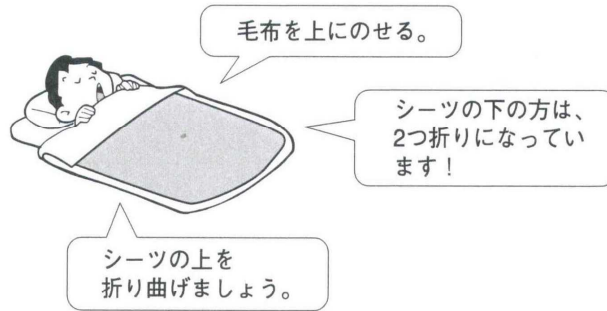 毛布を上にのせる。
シーツの下の方は、
2つ折りになってい
ます!
シーツの上を
折り曲げましょう。